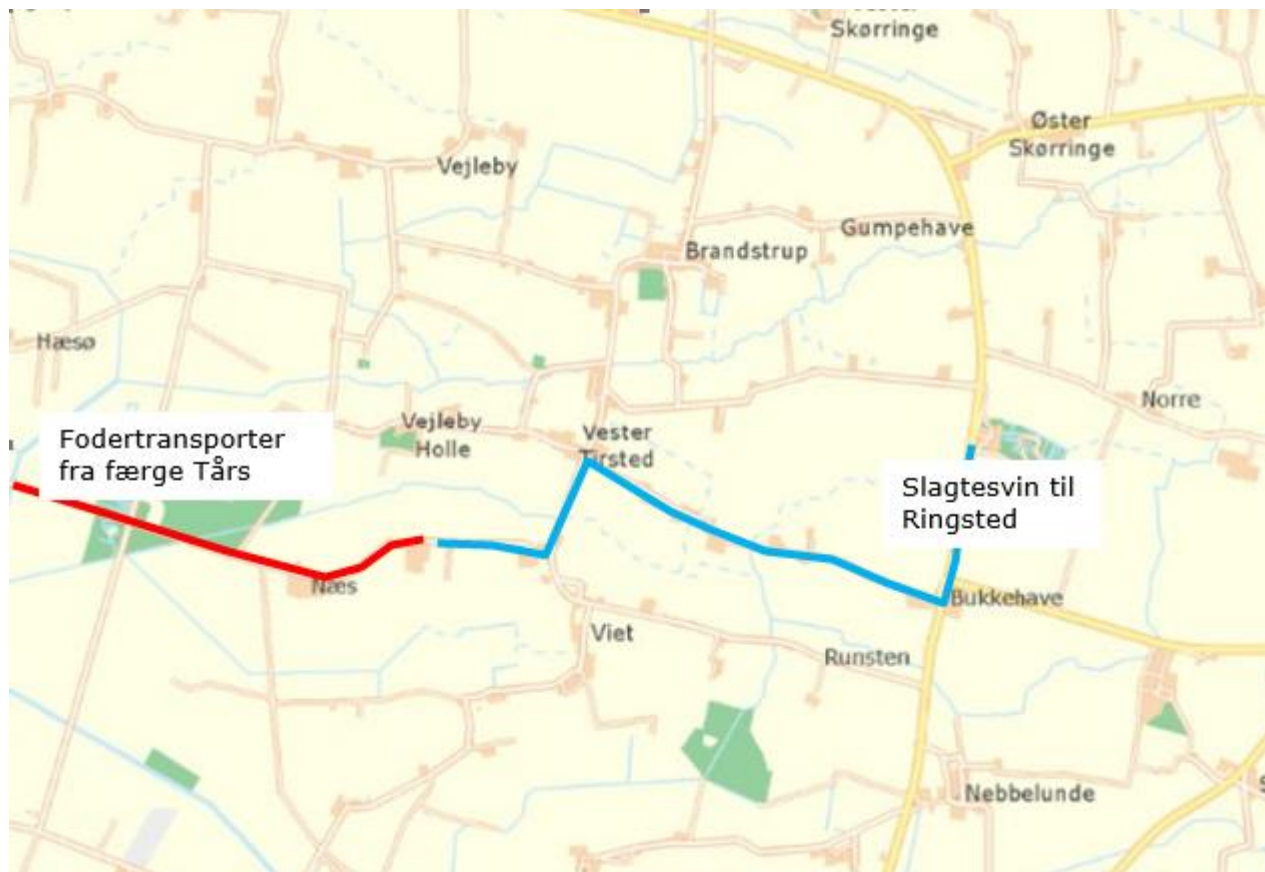 Skørringe
Øster
Skørringe
Vejleby
Gumpehave
Brandstrup
Hæsø
Norre
Vejleby
Holle
Vester
Tirsted
Fodertransporter
fra færge Tårs
Slagtesvin til
Ringsted
Næs
Bukkehave
Viet
Runsten
Nebbelunde